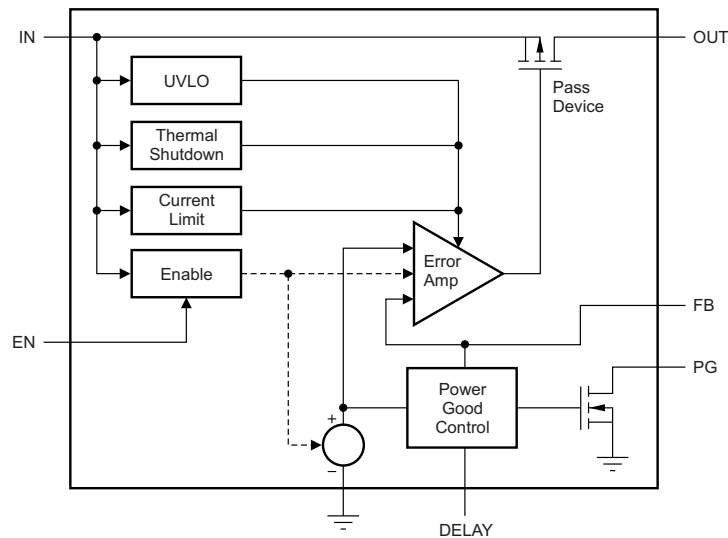 IN
OUT
UVLO
Pass
Device
Thermal
Shutdown
Current
Limit
Error
Amp
Enable
FB
EN
PG
Power
Good
Control
+
−
DELAY